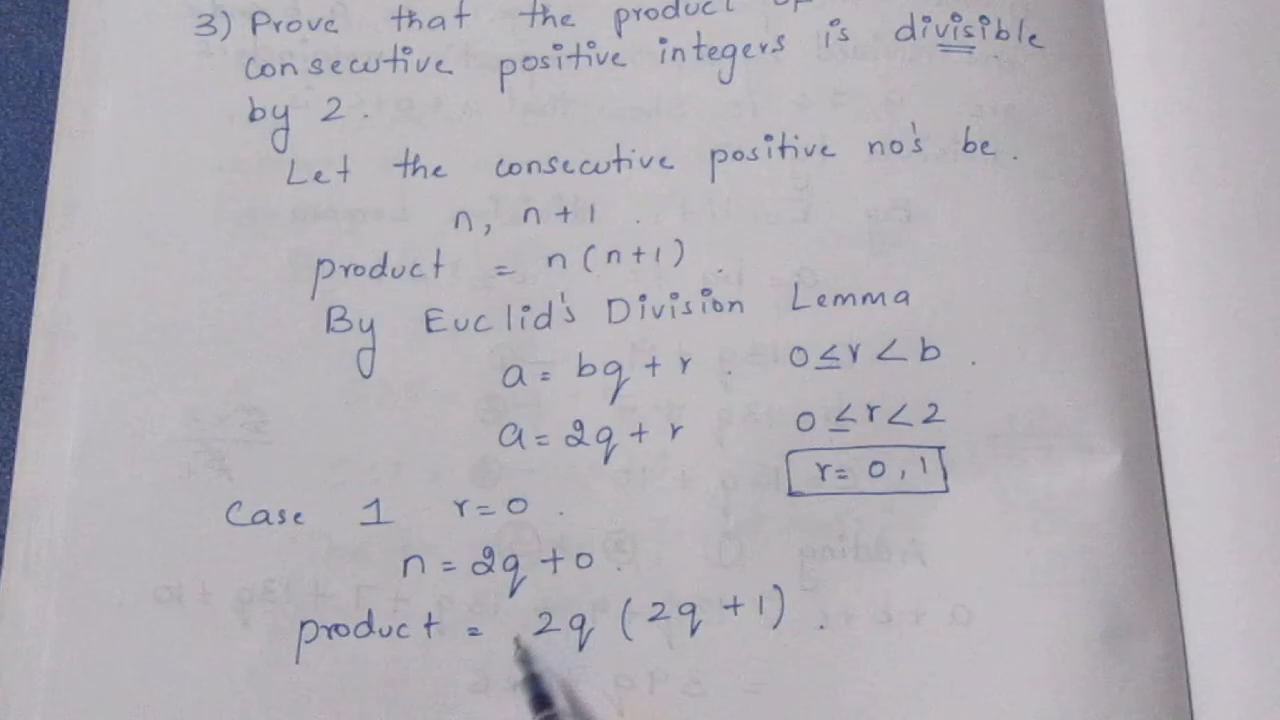 3) Prove that the product of
consecutive positive integers is divisible
by 2.
Let the consecutive positive no's be.
n, n+1.
product = n(n+1).
By Euclid's Division Lemma
a = bq + r. 0≤r<b.
a = 2q + r 0≤r<2
r= 0, 1
Case 1 r=0.
n = 2q + 0.
product = 2q (2q + 1).